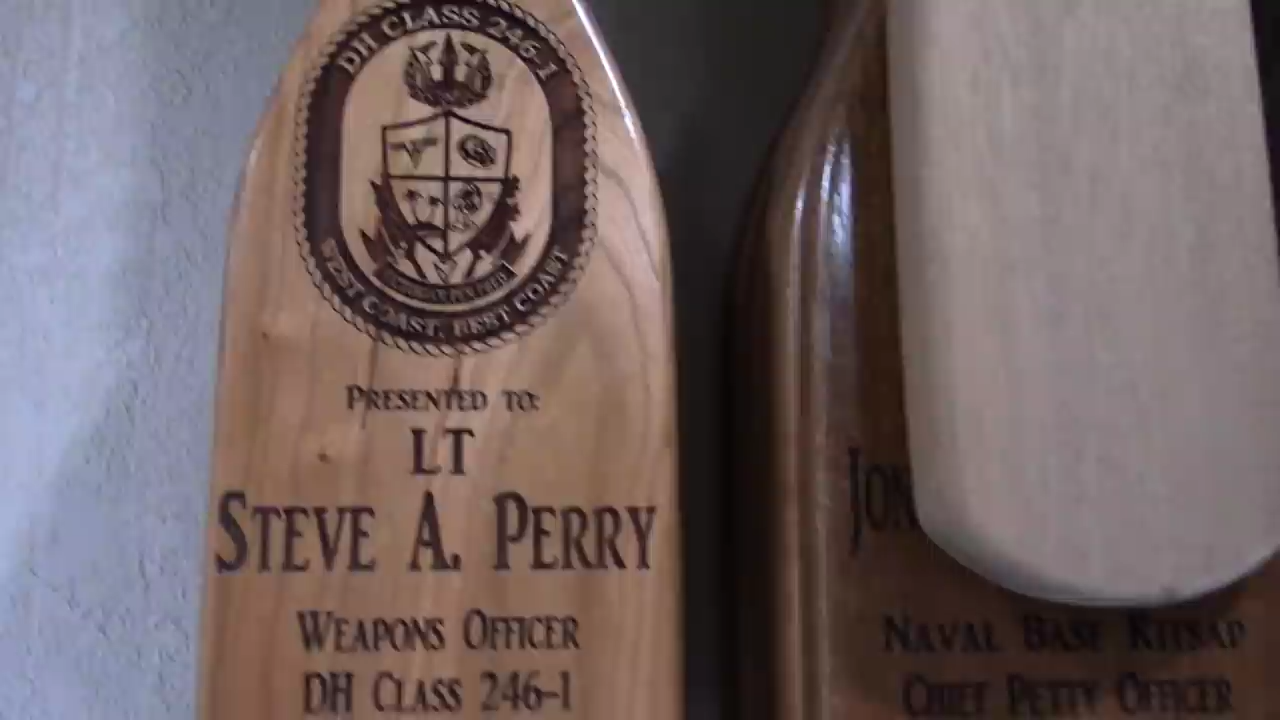 DH CLASS 246-1
WEST COAST, BEST COAST
PRESENTED TO:
LT
STEVE A. PERRY
WEAPONS OFFICER
DH CLASS 246-1
JON
NAVAL BASE KITSAP
CHIEF PETTY OFFICER